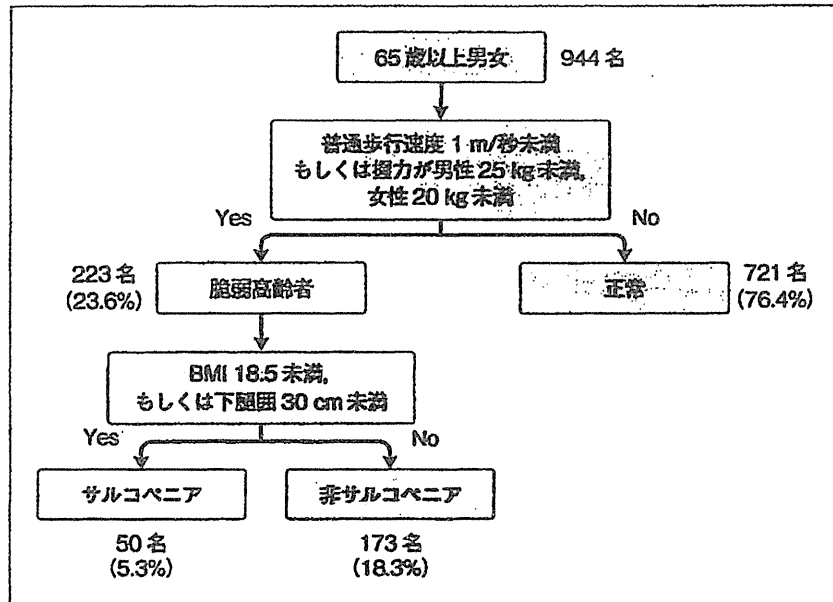 65歳以上男女 944名
普通歩行速度 1 m/秒未満
もしくは握力が男性 25 kg 未満,
女性 20 kg 未満
Yes No
223名
(23.6%)
脆弱高齢者
正常
721名
(76.4%)
BMI 18.5 未満,
もしくは下腿囲 30 cm 未満
Yes No
サルコペニア 非サルコペニア
50名 173名
(5.3%) (18.3%)